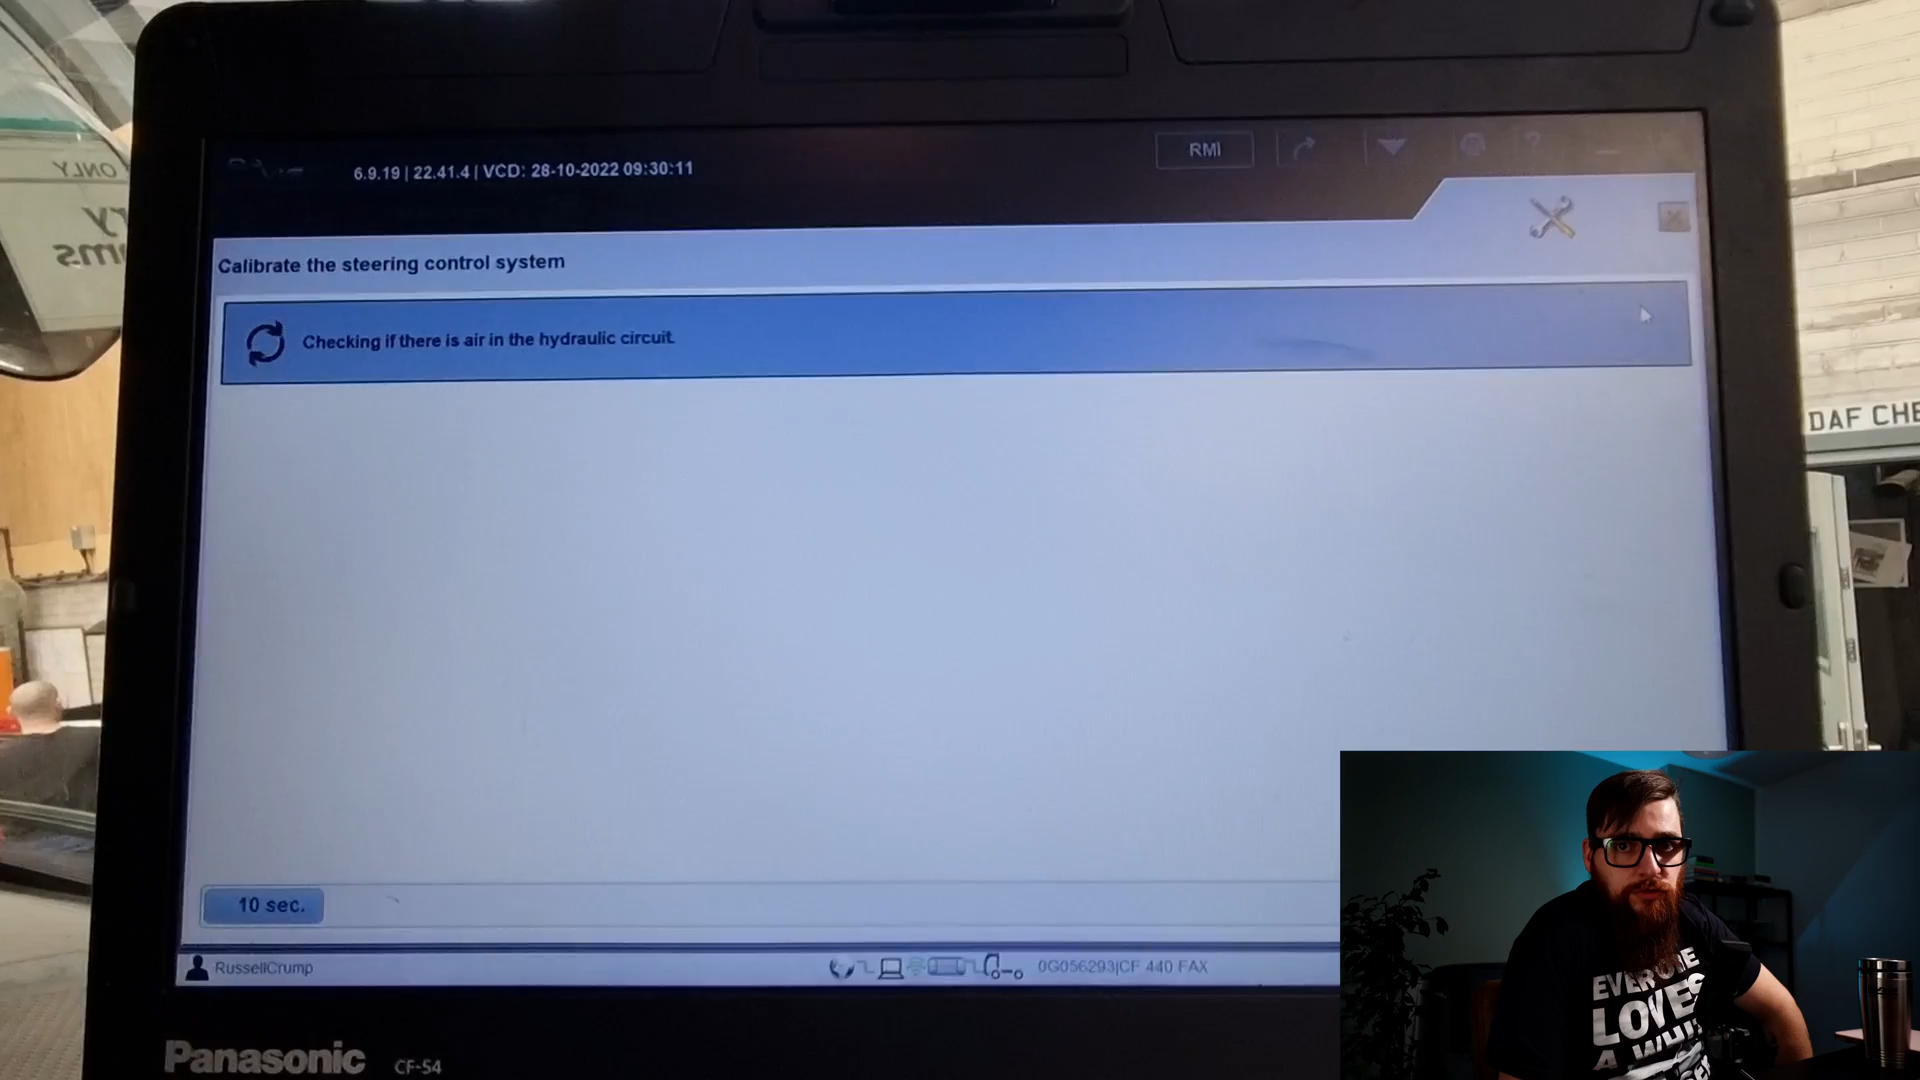 RMI
6.9.19 | 22.41.4 | VCD: 28-10-2022 09:30:11
?
ONLY
Calibrate the steering control system
Checking if there is air in the hydraulic circuit.
DAF CHE
10 sec.
RussellCrump
0G056293|CF 440 FAX
Panasonic
CF-54
EVERYONE
LOVES
A WHI